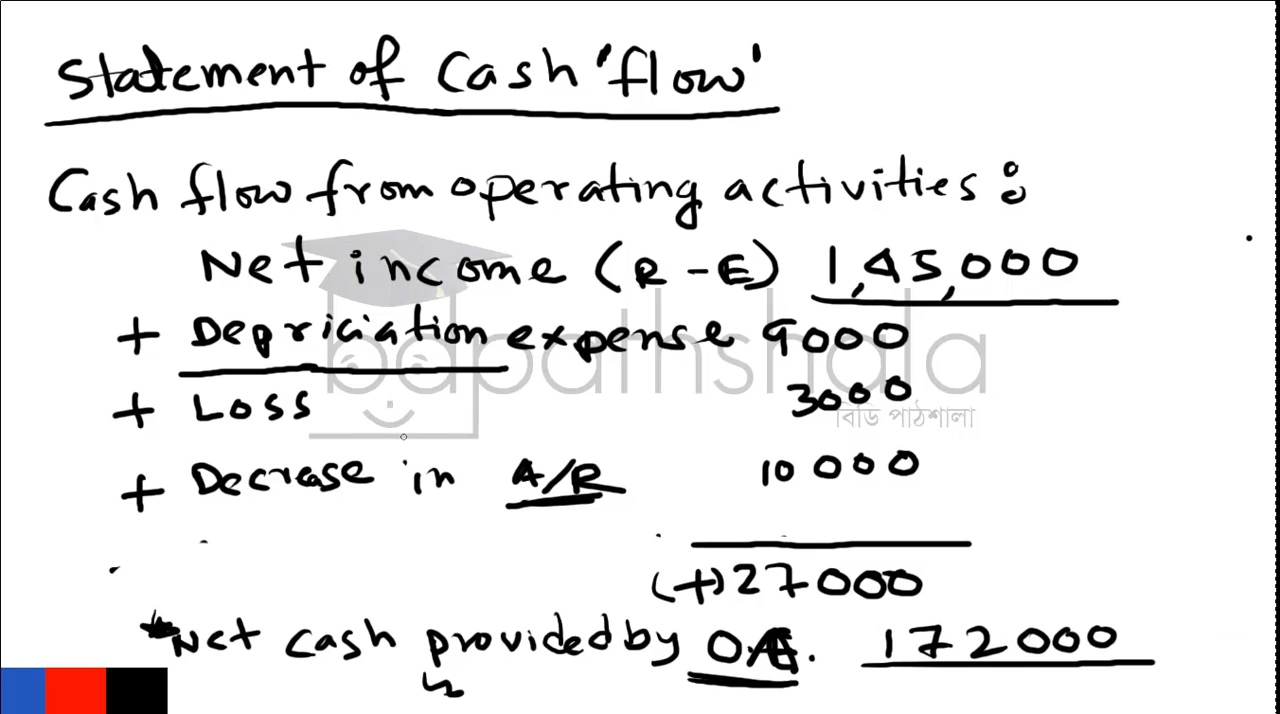 Statement of Cash 'flow'
Cash flow from operating activities :
Net income (R-E) 1,45,000
+ Depriciation expense 9000
+ Loss 3000
+ Decrease in A/R 10000
(+) 27000
Net cash provided by O.A. 172000
bdpathshala
বিডি পাঠশালা